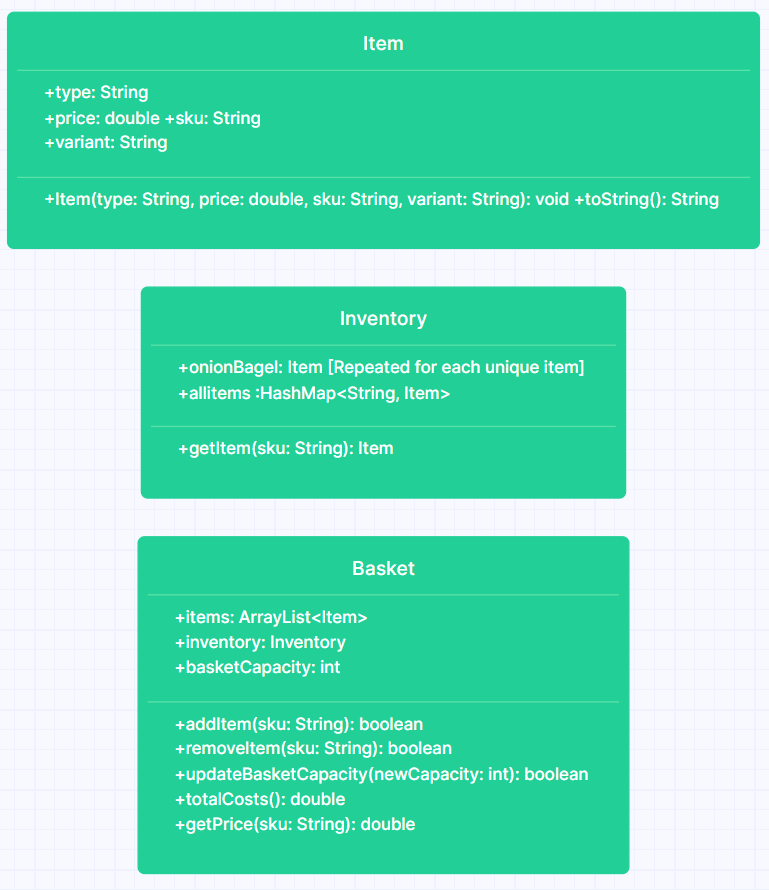 Item
+type: String
+price: double +sku: String
+variant: String
+Item(type: String, price: double, sku: String, variant: String): void +toString(): String
Inventory
+onionBagel: Item [Repeated for each unique item]
+allitems :HashMap<String, Item>
+getItem(sku: String): Item
Basket
+items: ArrayList<Item>
+inventory: Inventory
+basketCapacity: int
+addItem(sku: String): boolean
+removeItem(sku: String): boolean
+updateBasketCapacity(newCapacity: int): boolean
+totalCosts(): double
+getPrice(sku: String): double